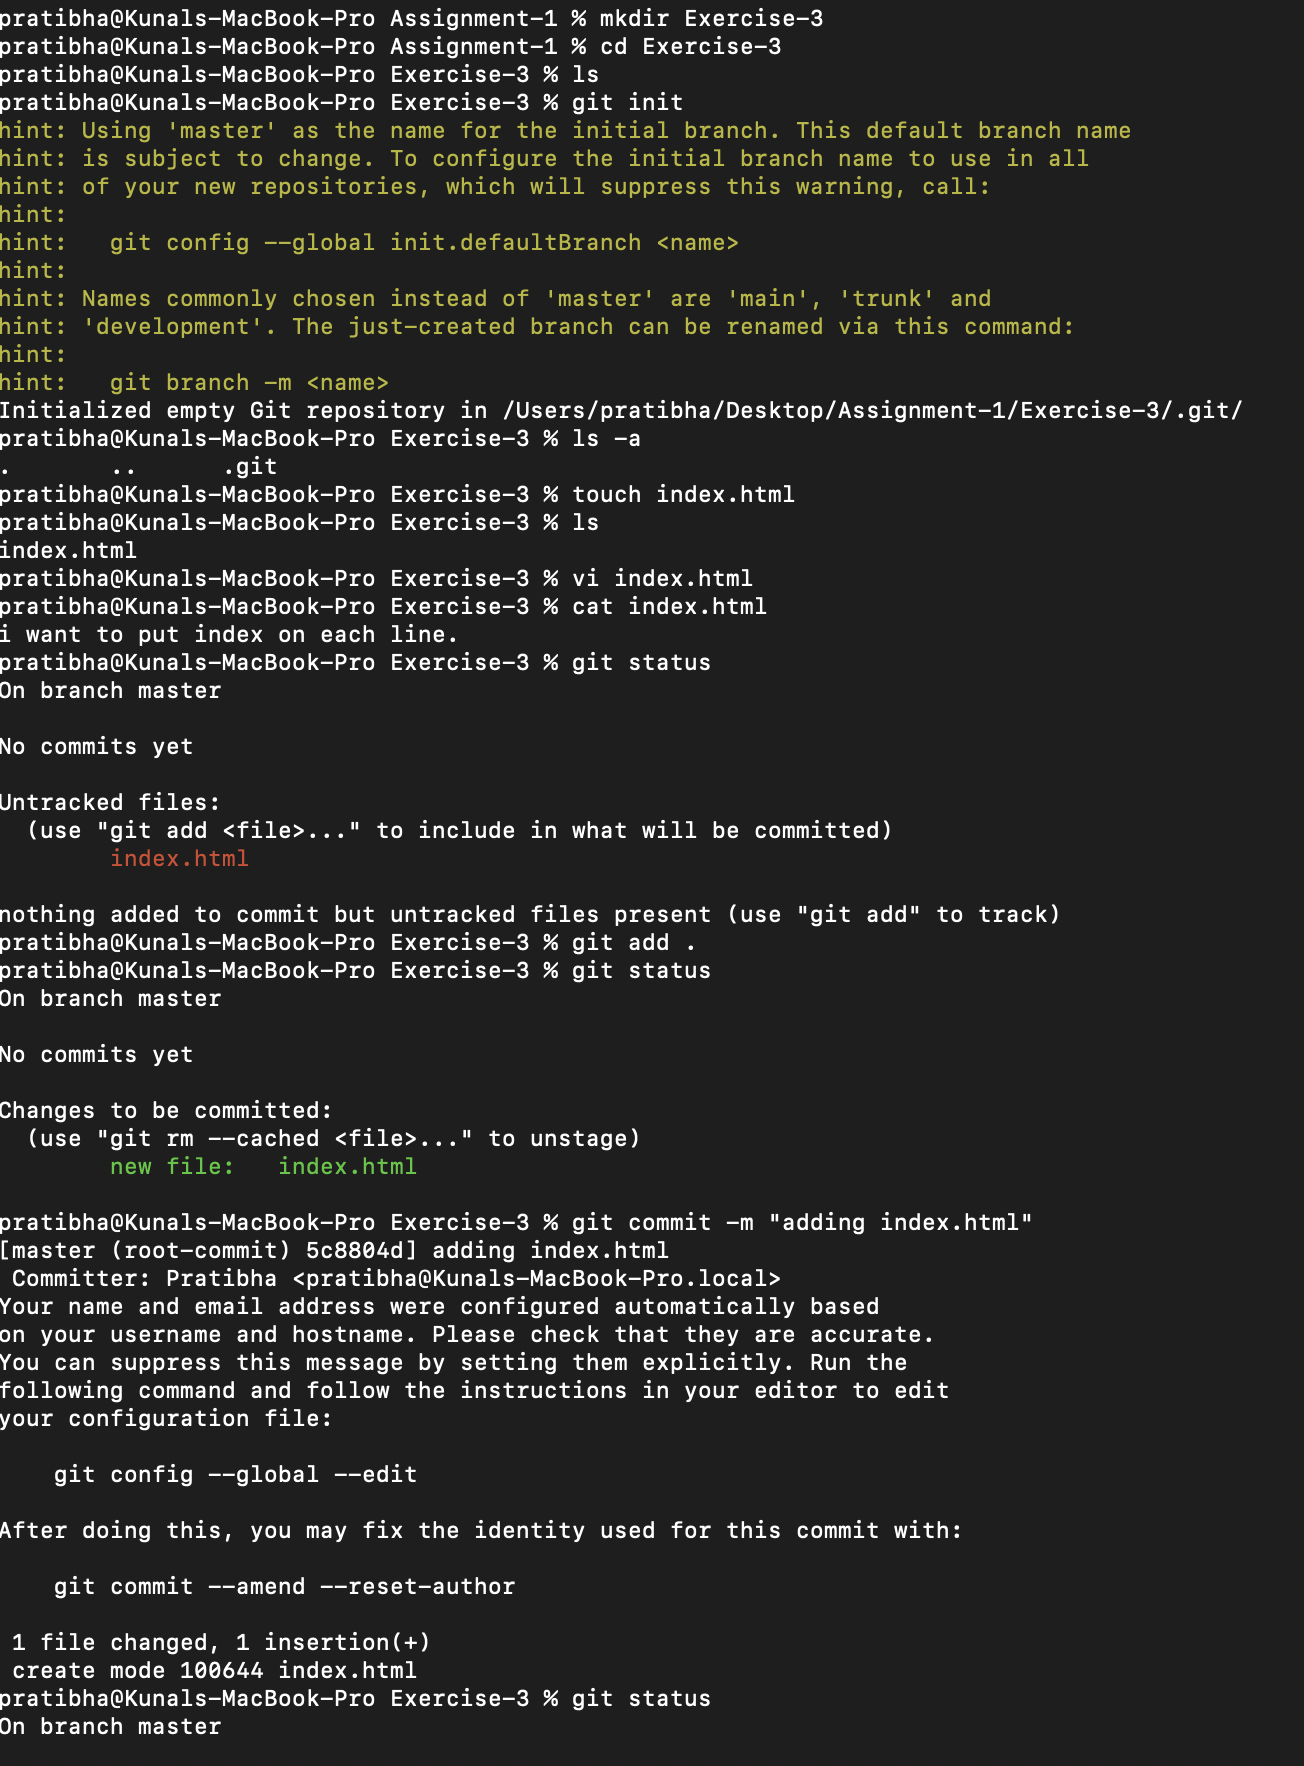 pratibha@Kunals-MacBook-Pro Assignment-1 % mkdir Exercise-3
pratibha@Kunals-MacBook-Pro Assignment-1 % cd Exercise-3
pratibha@Kunals-MacBook-Pro Exercise-3 % ls
pratibha@Kunals-MacBook-Pro Exercise-3 % git init
hint: Using 'master' as the name for the initial branch. This default branch name
hint: is subject to change. To configure the initial branch name to use in all
hint: of your new repositories, which will suppress this warning, call:
hint:
hint:   git config --global init.defaultBranch <name>
hint:
hint: Names commonly chosen instead of 'master' are 'main', 'trunk' and
hint: 'development'. The just-created branch can be renamed via this command:
hint:
hint:   git branch -m <name>
Initialized empty Git repository in /Users/pratibha/Desktop/Assignment-1/Exercise-3/.git/
pratibha@Kunals-MacBook-Pro Exercise-3 % ls -a
.       ..      .git
pratibha@Kunals-MacBook-Pro Exercise-3 % touch index.html
pratibha@Kunals-MacBook-Pro Exercise-3 % ls
index.html
pratibha@Kunals-MacBook-Pro Exercise-3 % vi index.html
pratibha@Kunals-MacBook-Pro Exercise-3 % cat index.html
i want to put index on each line.
pratibha@Kunals-MacBook-Pro Exercise-3 % git status
On branch master

No commits yet

Untracked files:
  (use "git add <file>..." to include in what will be committed)
        index.html

nothing added to commit but untracked files present (use "git add" to track)
pratibha@Kunals-MacBook-Pro Exercise-3 % git add .
pratibha@Kunals-MacBook-Pro Exercise-3 % git status
On branch master

No commits yet

Changes to be committed:
  (use "git rm --cached <file>..." to unstage)
        new file:   index.html

pratibha@Kunals-MacBook-Pro Exercise-3 % git commit -m "adding index.html"
[master (root-commit) 5c8804d] adding index.html
 Committer: Pratibha <pratibha@Kunals-MacBook-Pro.local>
Your name and email address were configured automatically based
on your username and hostname. Please check that they are accurate.
You can suppress this message by setting them explicitly. Run the
following command and follow the instructions in your editor to edit
your configuration file:

    git config --global --edit

After doing this, you may fix the identity used for this commit with:

    git commit --amend --reset-author

 1 file changed, 1 insertion(+)
 create mode 100644 index.html
pratibha@Kunals-MacBook-Pro Exercise-3 % git status
On branch master